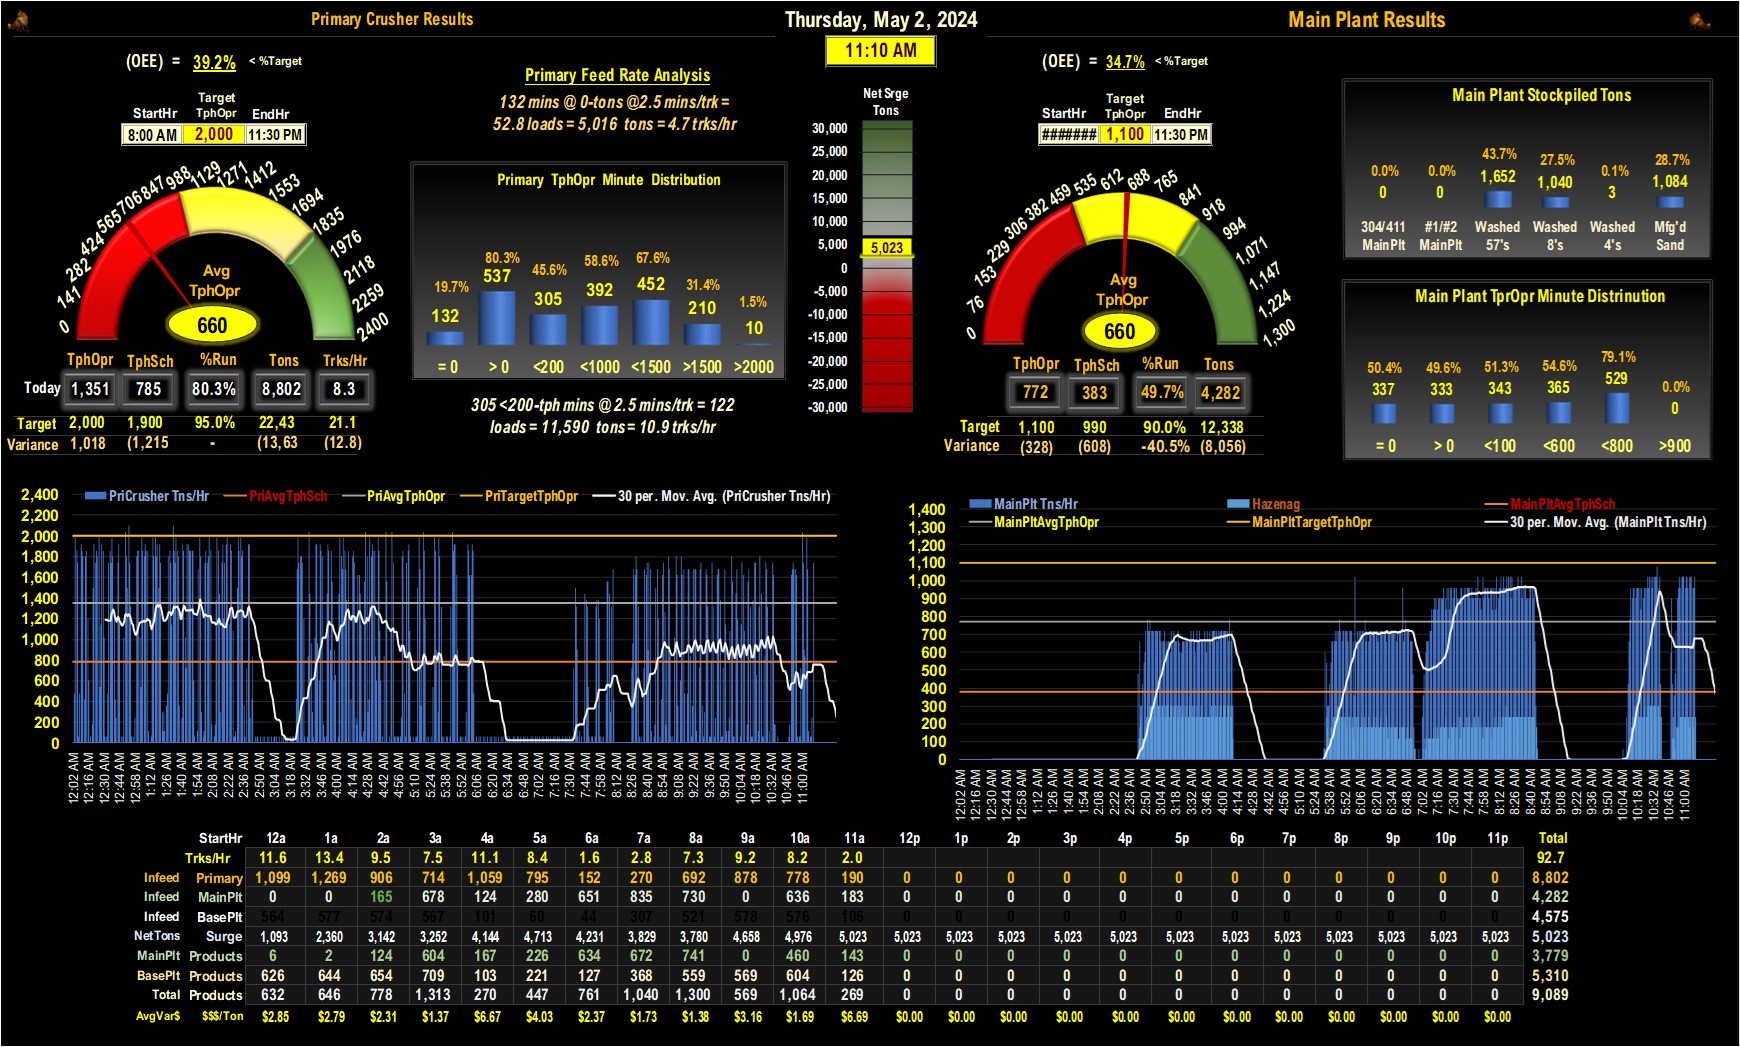 Primary Crusher Results
Thursday, May 2, 2024
Main Plant Results
11:10 AM
(OEE) = 39.2% < %Target
Target
StartHr TphOpr EndHr
8:00 AM 2,000 11:30 PM
Primary Feed Rate Analysis
132 mins @ 0-tons @2.5 mins/trk =
52.8 loads = 5,016 tons = 4.7 trks/hr
0 141 282 424 565 706 847 988 1129 1271 1412 1553 1694 1835 1976 2118 2259 2400
Avg
TphOpr
660
TphOpr TphSch %Run Tons Trks/Hr
Today 1,351 785 80.3% 8,802 8.3
Target 2,000 1,900 95.0% 22,43 21.1
Variance 1,018 (1,215 - (13,63 (12.8)
Primary TphOpr Minute Distribution
19.7% 80.3% 45.6% 58.6% 67.6% 31.4% 1.5%
132 537 305 392 452 210 10
= 0 > 0 <200 <1000 <1500 >1500 >2000
305 <200-tph mins @ 2.5 mins/trk = 122
loads = 11,590 tons = 10.9 trks/hr
Net Srge
Tons
30,000
25,000
20,000
15,000
10,000
5,000
5,023
0
-5,000
-10,000
-15,000
-20,000
-25,000
-30,000
(OEE) = 34.7% < %Target
Target
StartHr TphOpr EndHr
####### 1,100 11:30 PM
0 76 153 229 306 382 459 535 612 688 765 841 918 994 1,071 1,147 1,224 1,300
Avg
TphOpr
660
TphOpr TphSch %Run Tons
772 383 49.7% 4,282
Target 1,100 990 90.0% 12,338
Variance (328) (608) -40.5% (8,056)
Main Plant Stockpiled Tons
0.0% 0.0% 43.7% 27.5% 0.1% 28.7%
0 0 1,652 1,040 3 1,084
304/411 #1/#2 Washed Washed Washed Mfg'd
MainPlt MainPlt 57's 8's 4's Sand
Main Plant TprOpr Minute Distrinution
50.4% 49.6% 51.3% 54.6% 79.1% 0.0%
337 333 343 365 529 0
= 0 > 0 <100 <600 <800 >900
PriCrusher Tns/Hr PriAvgTphSch PriAvgTphOpr PriTargetTphOpr 30 per. Mov. Avg. (PriCrusher Tns/Hr)
2,400
2,200
2,000
1,800
1,600
1,400
1,200
1,000
800
600
400
200
0
12:02 AM 12:16 AM 12:30 AM 12:44 AM 12:58 AM 1:12 AM 1:26 AM 1:40 AM 1:54 AM 2:08 AM 2:22 AM 2:36 AM 2:50 AM 3:04 AM 3:18 AM 3:32 AM 3:46 AM 4:00 AM 4:14 AM 4:28 AM 4:42 AM 4:56 AM 5:10 AM 5:24 AM 5:38 AM 5:52 AM 6:06 AM 6:20 AM 6:34 AM 6:48 AM 7:02 AM 7:16 AM 7:30 AM 7:44 AM 7:58 AM 8:12 AM 8:26 AM 8:40 AM 8:54 AM 9:08 AM 9:22 AM 9:36 AM 9:50 AM 10:04 AM 10:18 AM 10:32 AM 10:46 AM 11:00 AM
MainPlt Tns/Hr Hazenag MainPltAvgTphSch
MainPltAvgTphOpr MainPltTargetTphOpr 30 per. Mov. Avg. (MainPlt Tns/Hr)
1,400
1,300
1,200
1,100
1,000
900
800
700
600
500
400
300
200
100
0
12:02 AM 12:16 AM 12:30 AM 12:44 AM 12:58 AM 1:12 AM 1:26 AM 1:40 AM 1:54 AM 2:08 AM 2:22 AM 2:36 AM 2:50 AM 3:04 AM 3:18 AM 3:32 AM 3:46 AM 4:00 AM 4:14 AM 4:28 AM 4:42 AM 4:56 AM 5:10 AM 5:24 AM 5:38 AM 5:52 AM 6:06 AM 6:20 AM 6:34 AM 6:48 AM 7:02 AM 7:16 AM 7:30 AM 7:44 AM 7:58 AM 8:12 AM 8:26 AM 8:40 AM 8:54 AM 9:08 AM 9:22 AM 9:36 AM 9:50 AM 10:04 AM 10:18 AM 10:32 AM 10:46 AM 11:00 AM
StartHr 12a 1a 2a 3a 4a 5a 6a 7a 8a 9a 10a 11a 12p 1p 2p 3p 4p 5p 6p 7p 8p 9p 10p 11p Total
Trks/Hr 11.6 13.4 9.5 7.5 11.1 8.4 1.6 2.8 7.3 9.2 8.2 2.0 92.7
Infeed Primary 1,099 1,269 906 714 1,059 795 152 270 692 878 778 190 0 0 0 0 0 0 0 0 0 0 0 0 8,802
Infeed MainPlt 0 0 165 678 124 280 651 835 730 0 636 183 0 0 0 0 0 0 0 0 0 0 0 0 4,282
Infeed BasePlt 564 577 574 567 101 60 44 307 521 578 576 106 0 0 0 0 0 0 0 0 0 0 0 0 4,575
NetTons Surge 1,093 2,360 3,142 3,252 4,144 4,713 4,231 3,829 3,780 4,658 4,976 5,023 5,023 5,023 5,023 5,023 5,023 5,023 5,023 5,023 5,023 5,023 5,023 5,023 5,023
MainPlt Products 6 2 124 604 167 226 634 672 741 0 460 143 0 0 0 0 0 0 0 0 0 0 0 0 3,779
BasePlt Products 626 644 654 709 103 221 127 368 559 569 604 126 0 0 0 0 0 0 0 0 0 0 0 0 5,310
Total Products 632 646 778 1,313 270 447 761 1,040 1,300 569 1,064 269 0 0 0 0 0 0 0 0 0 0 0 0 9,089
AvgVar$ $$$/Ton $2.85 $2.79 $2.31 $1.37 $6.67 $4.03 $2.37 $1.73 $1.38 $3.16 $1.69 $6.69 $0.00 $0.00 $0.00 $0.00 $0.00 $0.00 $0.00 $0.00 $0.00 $0.00 $0.00 $0.00